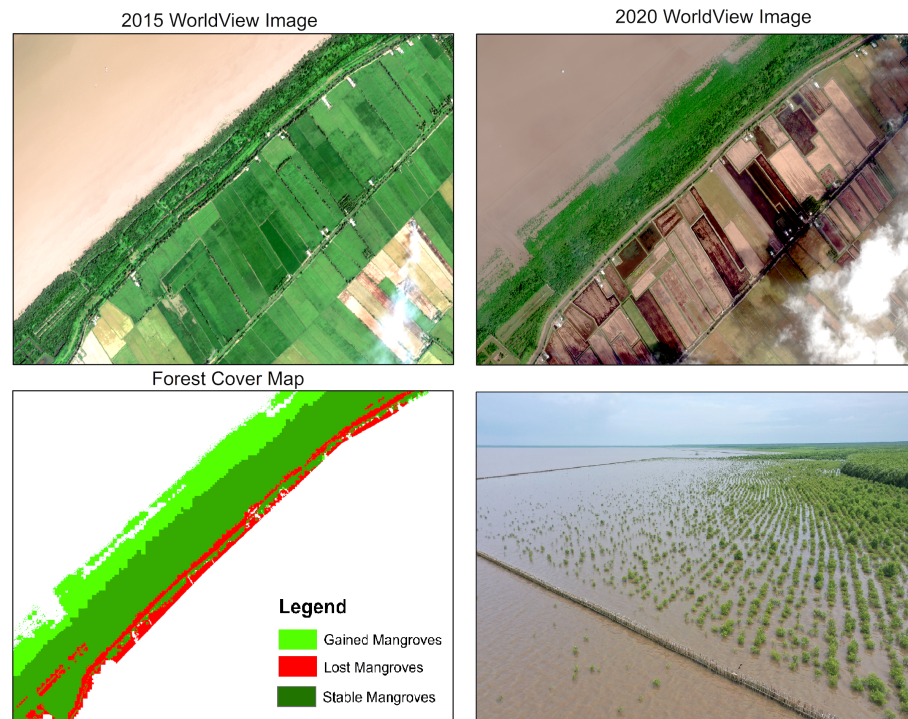 2015 WorldView Image
2020 WorldView Image
Forest Cover Map
Legend
Gained Mangroves
Lost Mangroves
Stable Mangroves